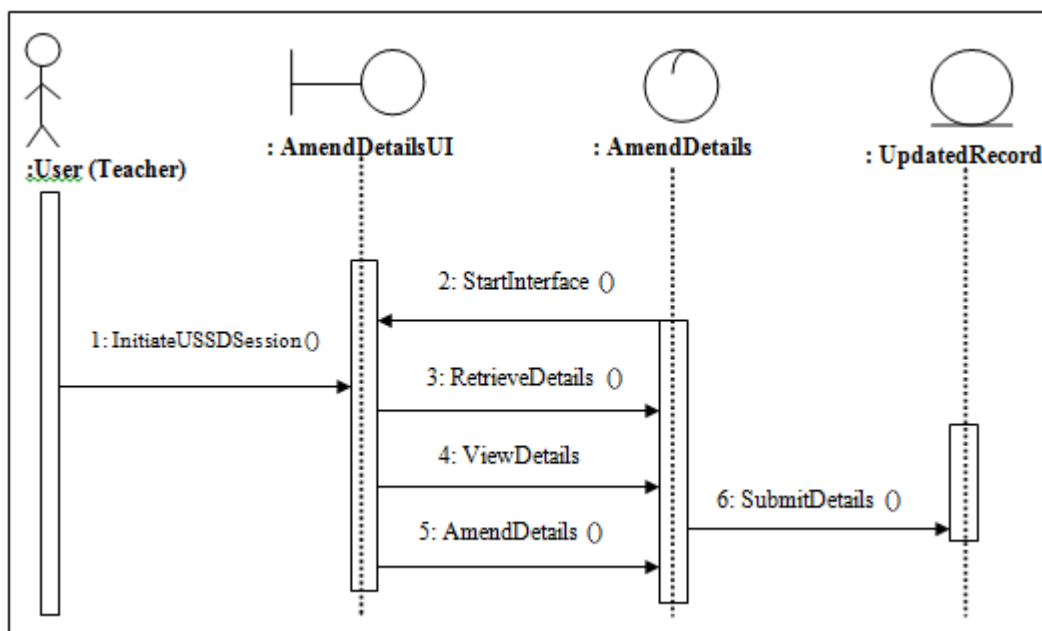 :User (Teacher)
: AmendDetailsUI
: AmendDetails
: UpdatedRecord
2: StartInterface ()
1: InitiateUSSDSession()
3: RetrieveDetails ()
4: ViewDetails
6: SubmitDetails ()
5: AmendDetails ()